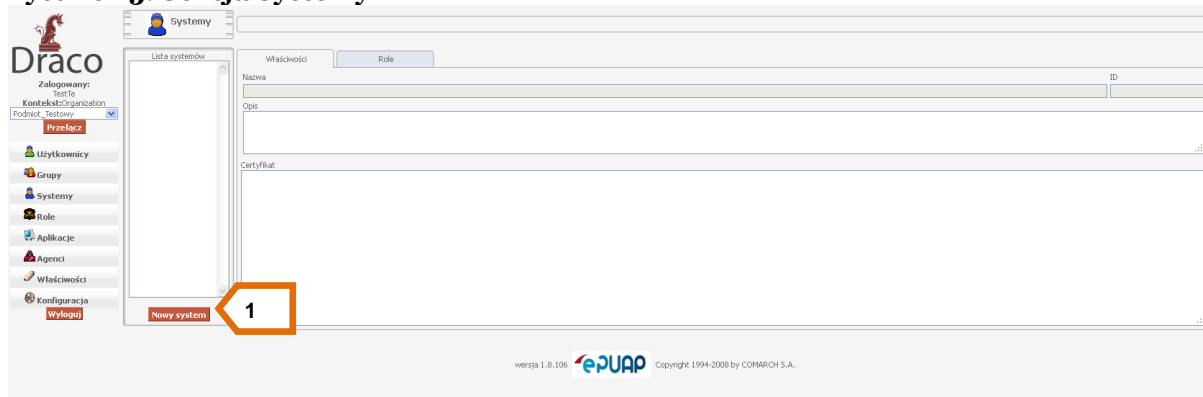 Systemy
Draco
Zalogowany:
TestTe
Kontekst:Organization
Podmiot_Testowy
Przełącz
Użytkownicy
Grupy
Systemy
Role
Aplikacje
Agenci
Właściwości
Konfiguracja
Wyloguj
Lista systemów
Nowy system
1
Właściwości
Role
Nazwa
ID
Opis
Certyfikat
wersja 1.8.106
ePUAP
Copyright 1994-2008 by COMARCH S.A.